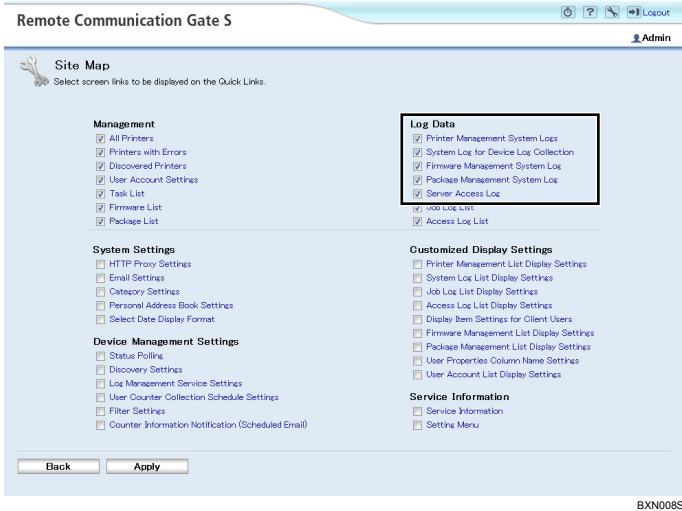 Remote Communication Gate S
Logout
Admin
Site Map
Select screen links to be displayed on the Quick Links.
Management
All Printers
Printers with Errors
Discovered Printers
User Account Settings
Task List
Firmware List
Package List
Log Data
Printer Management System Logs
System Log for Device Log Collection
Firmware Management System Log
Package Management System Log
Server Access Log
Job Log List
Access Log List
System Settings
HTTP Proxy Settings
Email Settings
Category Settings
Personal Address Book Settings
Select Date Display Format
Device Management Settings
Status Polling
Discovery Settings
Log Management Service Settings
User Counter Collection Schedule Settings
Filter Settings
Counter Information Notification (Scheduled Email)
Customized Display Settings
Printer Management List Display Settings
System Log List Display Settings
Job Log List Display Settings
Access Log List Display Settings
Display Item Settings for Client Users
Firmware Management List Display Settings
Package Management List Display Settings
User Properties Column Name Settings
User Account List Display Settings
Service Information
Service Information
Setting Menu
Back
Apply
BXN008S